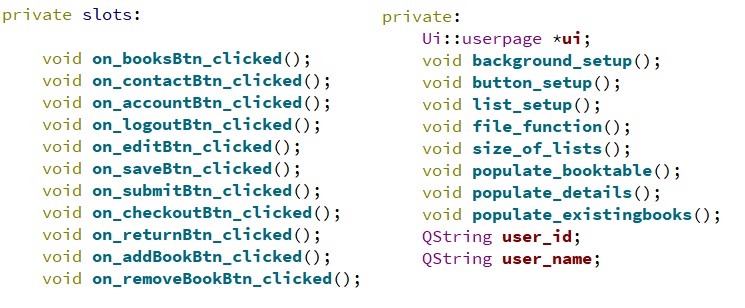 private slots:
void on_booksBtn_clicked();
void on_contactBtn_clicked();
void on_accountBtn_clicked();
void on_logoutBtn_clicked();
void on_editBtn_clicked();
void on_saveBtn_clicked();
void on_submitBtn_clicked();
void on_checkoutBtn_clicked();
void on_returnBtn_clicked();
void on_addBookBtn_clicked();
void on_removeBookBtn_clicked();
private:
Ui::userpage *ui;
void background_setup();
void button_setup();
void list_setup();
void file_function();
void size_of_lists();
void populate_booktable();
void populate_details();
void populate_existingbooks();
QString user_id;
QString user_name;